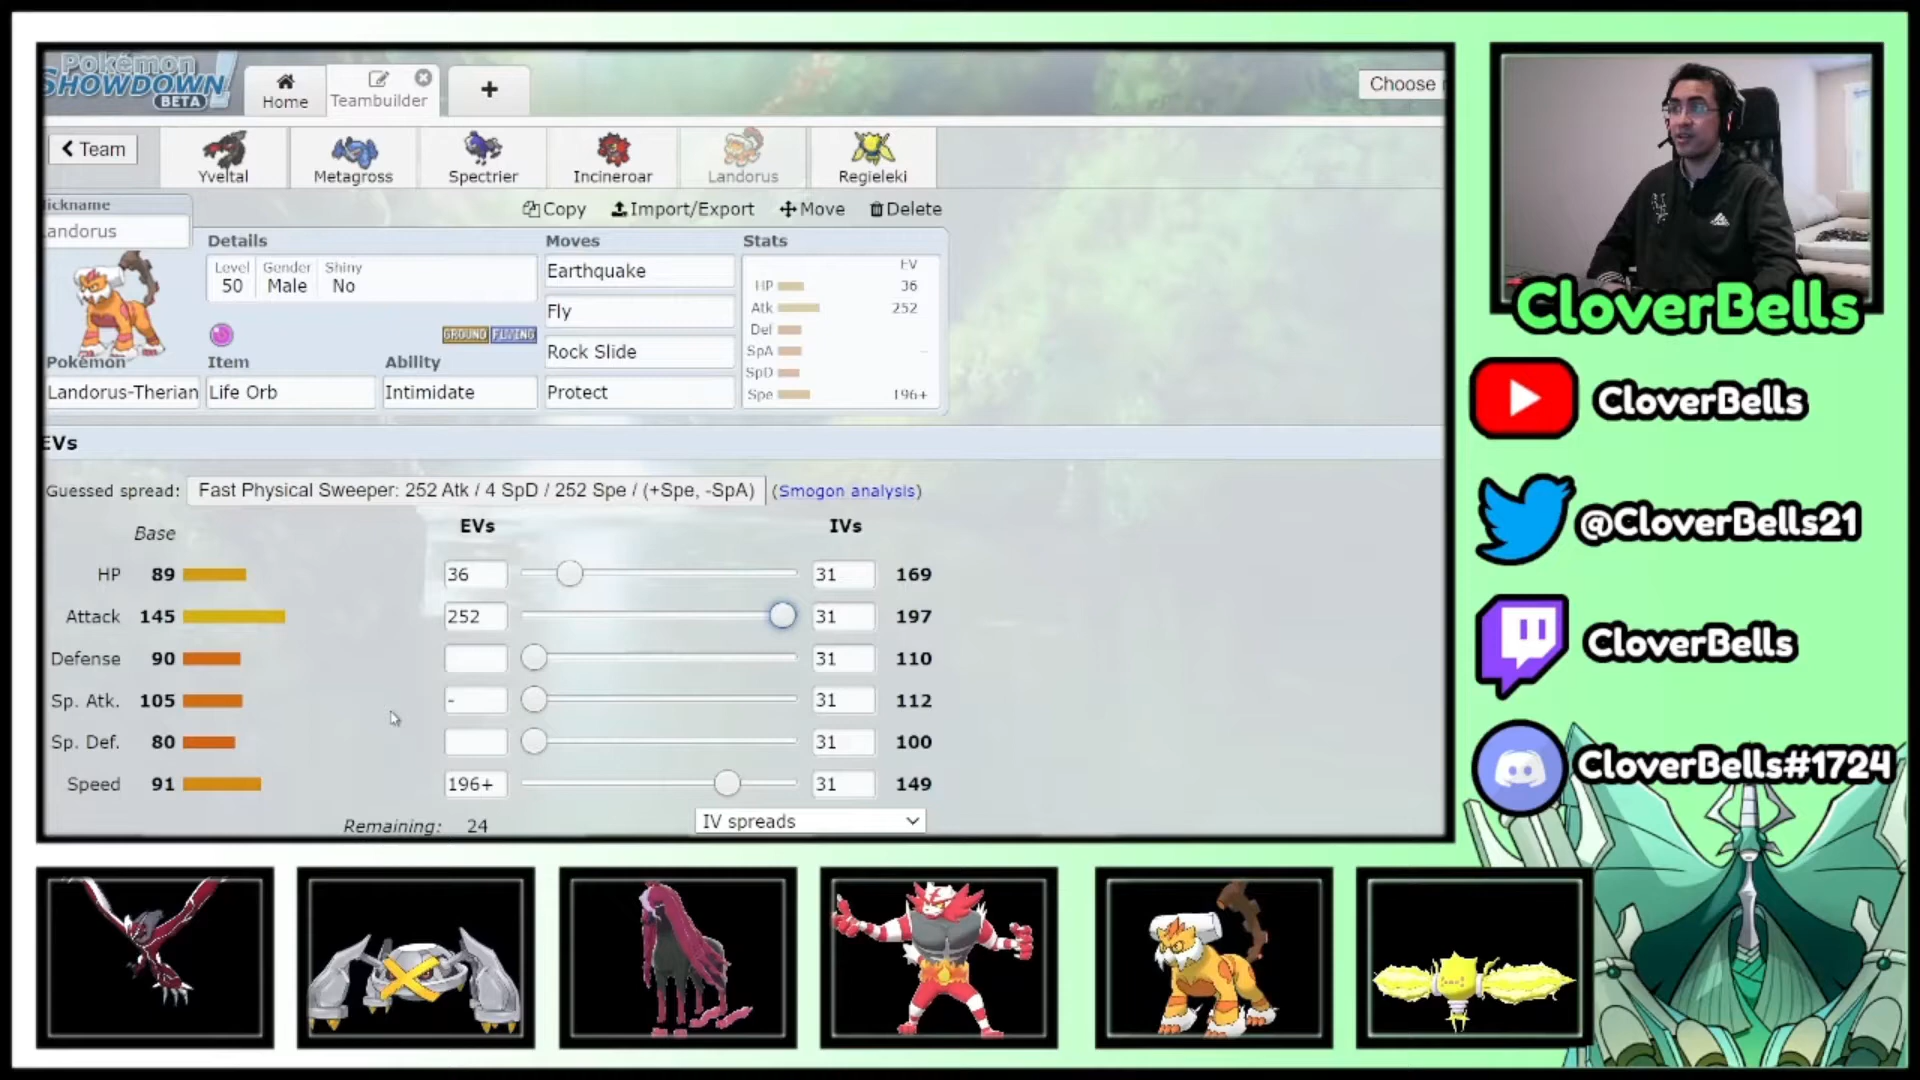 Pokémon
SHOWDOWN!
BETA
Home
Teambuilder
+
Choose
Team
Yveltal
Metagross
Spectrier
Incineroar
Landorus
Regieleki
Copy
Import/Export
Move
Delete
ickname
andorus
Details
Level
50
Gender
Male
Shiny
No
GROUND
FLYING
Pokémon
Landorus-Therian
Item
Life Orb
Ability
Intimidate
Moves
Earthquake
Fly
Rock Slide
Protect
Stats
EV
HP 36
Atk 252
Def
SpA -
SpD
Spe 196+
EVs
Guessed spread: Fast Physical Sweeper: 252 Atk / 4 SpD / 252 Spe / (+Spe, -SpA) (Smogon analysis)
Base EVs IVs
HP 89 36 31 169
Attack 145 252 31 197
Defense 90 31 110
Sp. Atk. 105 - 31 112
Sp. Def. 80 31 100
Speed 91 196+ 31 149
Remaining: 24
IV spreads
CloverBells
CloverBells
@CloverBells21
CloverBells
CloverBells#1724